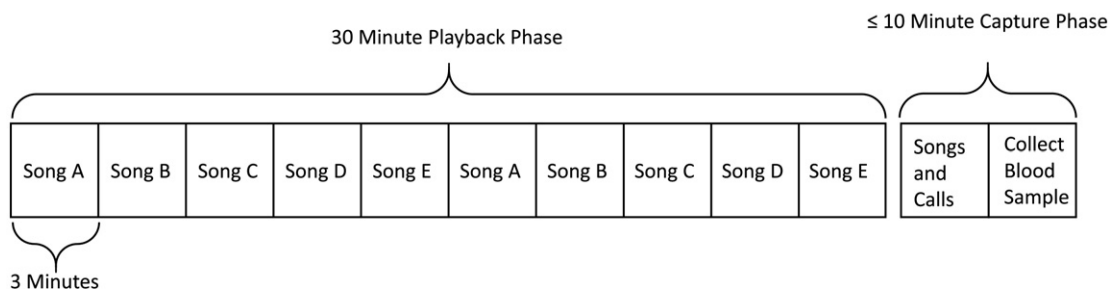 ≤ 10 Minute Capture Phase
30 Minute Playback Phase
Song A
Song B
Song C
Song D
Song E
Song A
Song B
Song C
Song D
Song E
Songs
and
Calls
Collect
Blood
Sample
3 Minutes